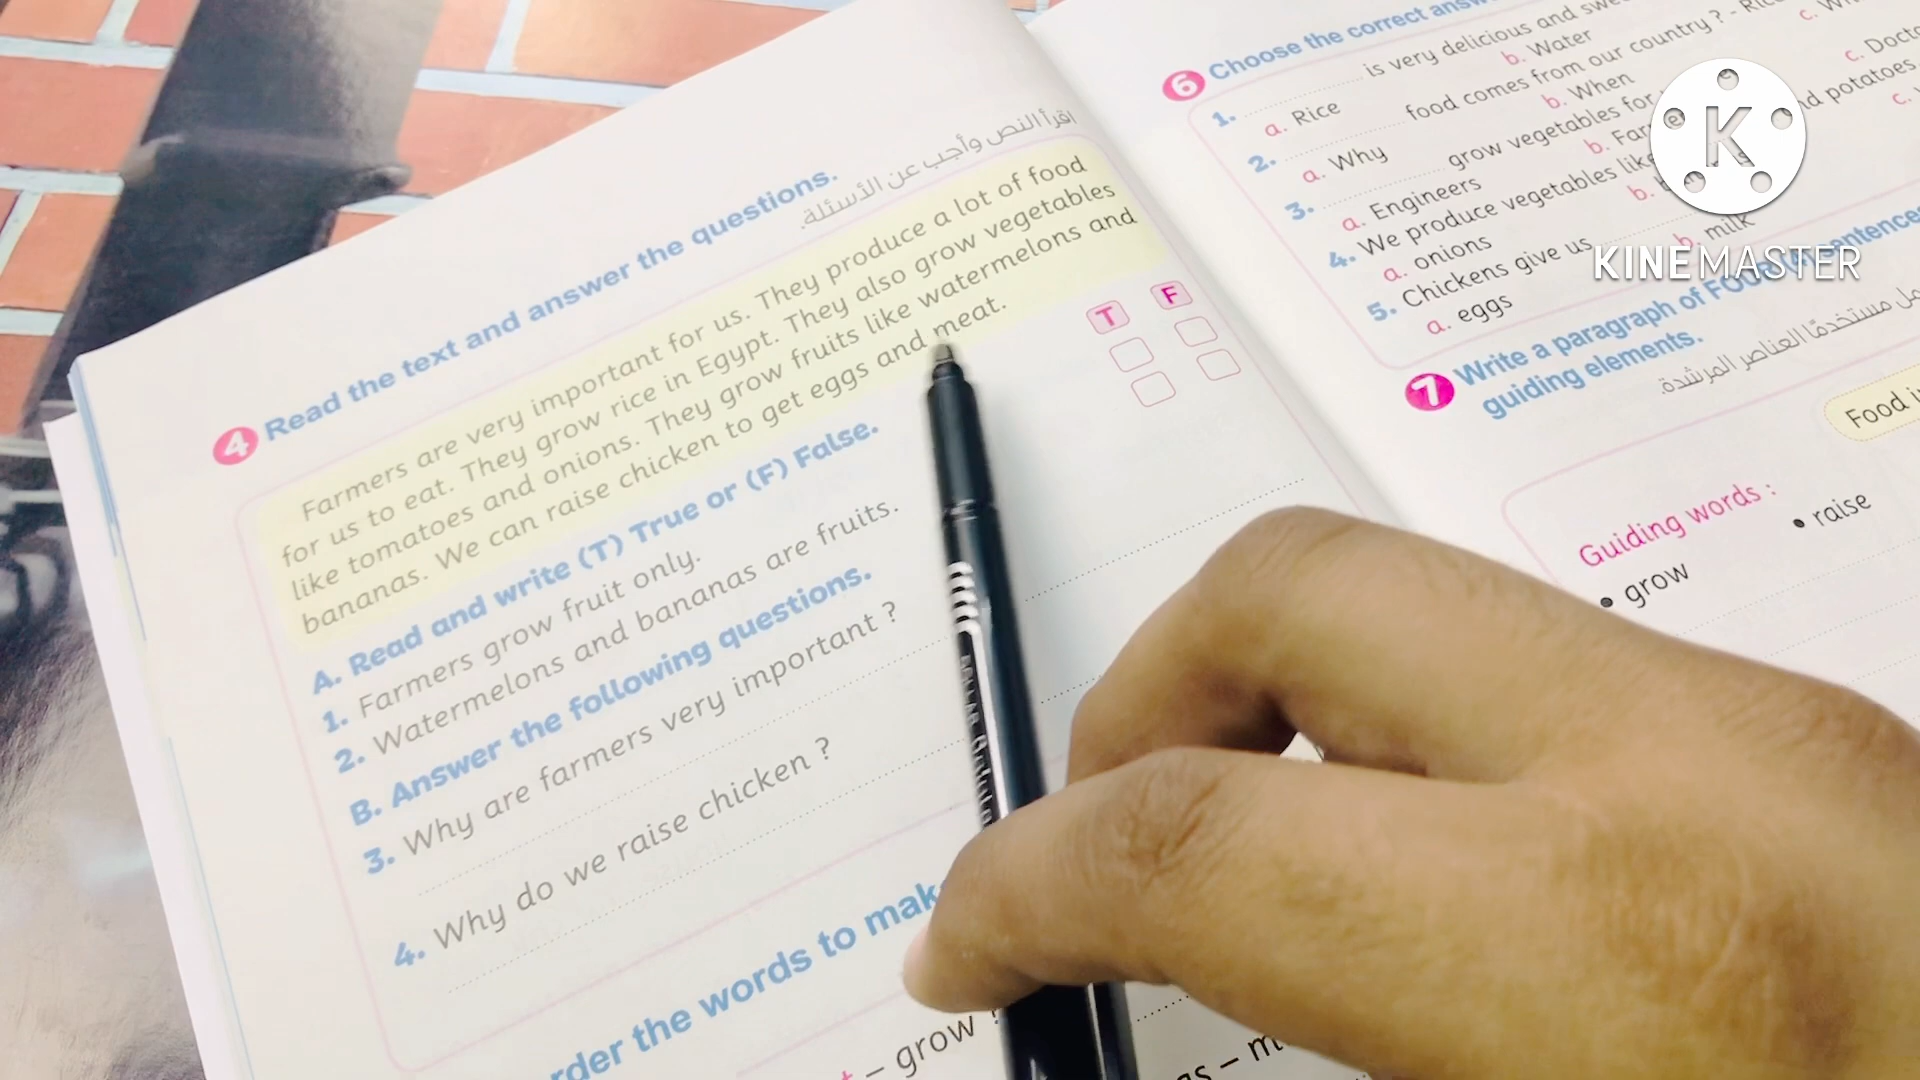 4 Read the text and answer the questions.
اقرأ النص وأجب عن الأسئلة.
Farmers are very important for us. They produce a lot of food
for us to eat. They grow rice in Egypt. They also grow vegetables
like tomatoes and onions. They grow fruits like watermelons and
bananas. We can raise chicken to get eggs and meat.
A. Read and write (T) True or (F) False.
T F
1. Farmers grow fruit only.
2. Watermelons and bananas are fruits.
B. Answer the following questions.
3. Why are farmers very important ?
4. Why do we raise chicken ?
the words to
– grow ?
6 Choose the correct
1. is very delicious and
a. Rice b. Water c.
2. food comes from our country ? -
a. Why b. When c.
3. grow vegetables for
a. Engineers b. c.
4. We produce vegetables like and potatoes.
a. onions b. c.
5. Chickens give us
a. eggs b. milk
7 Write a paragraph of
guiding elements.
مستخدمًا العناصر المرشدة.
Food
Guiding words :
• grow • raise
KINEMASTER